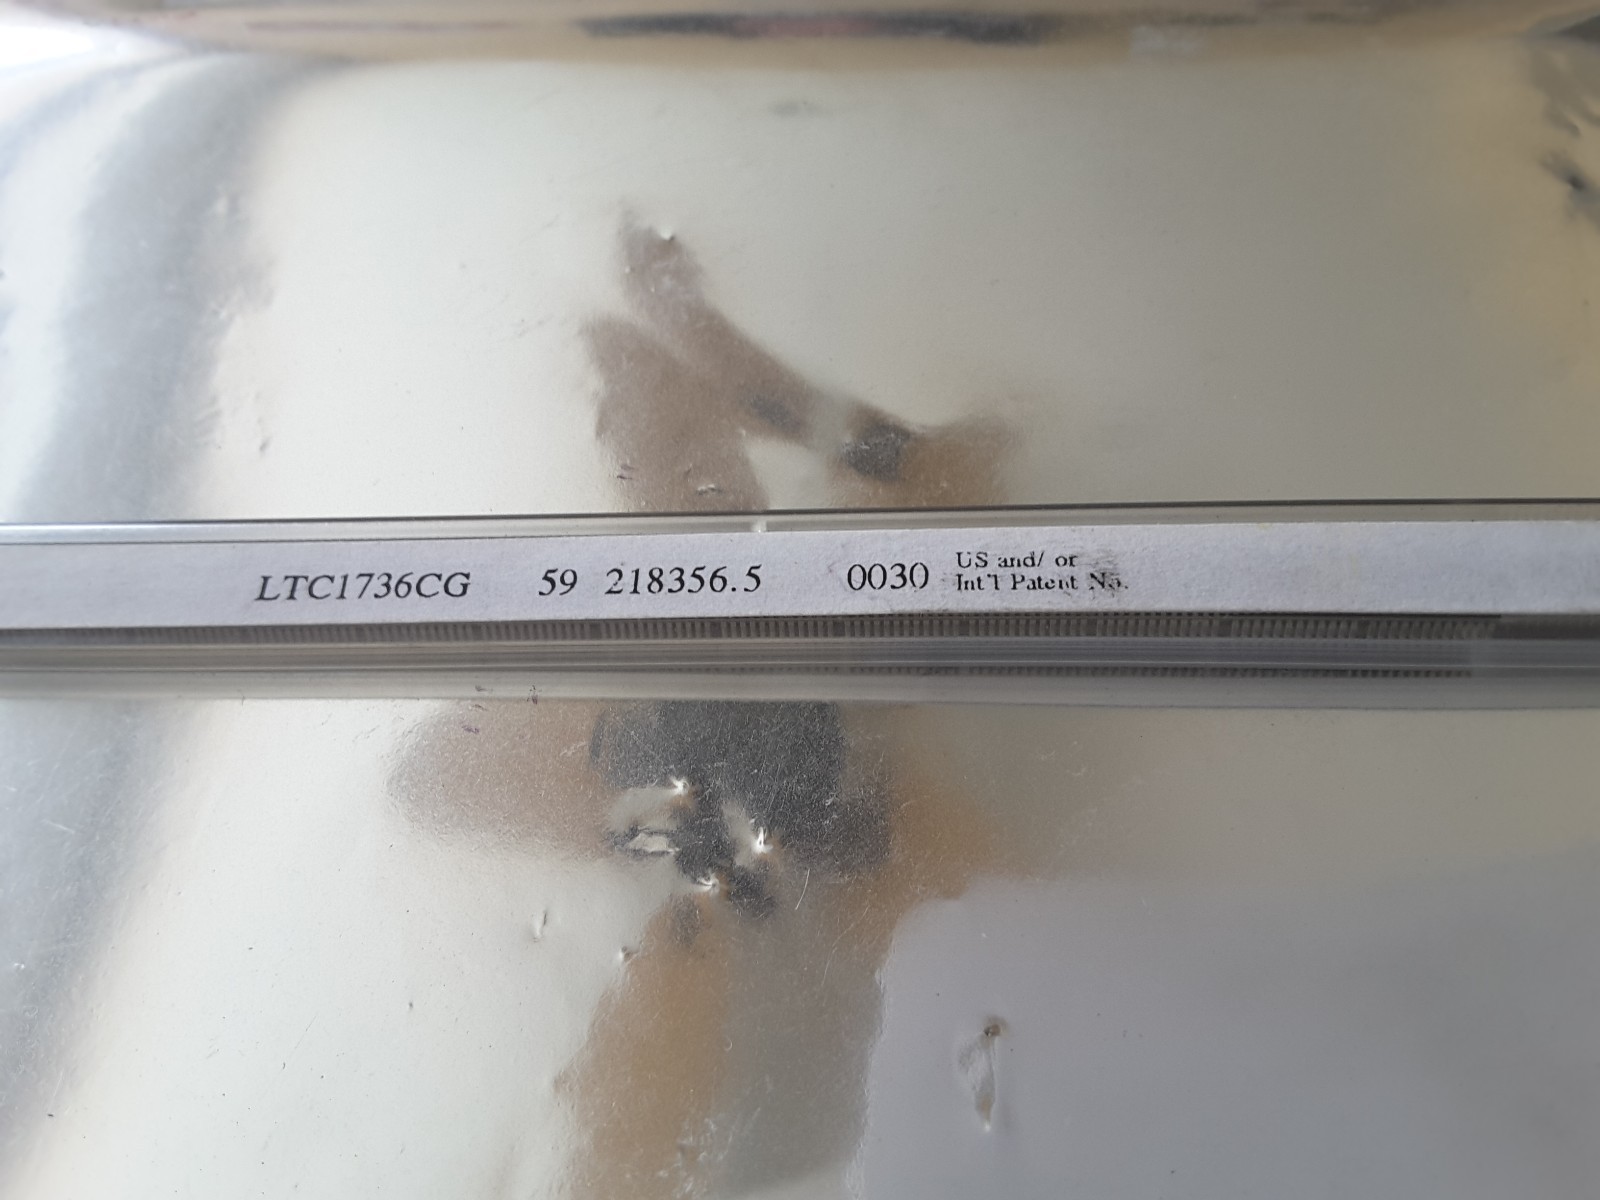 LTC1736CG 59 218356.5 0030 US and/ or
Int'l Patent No.